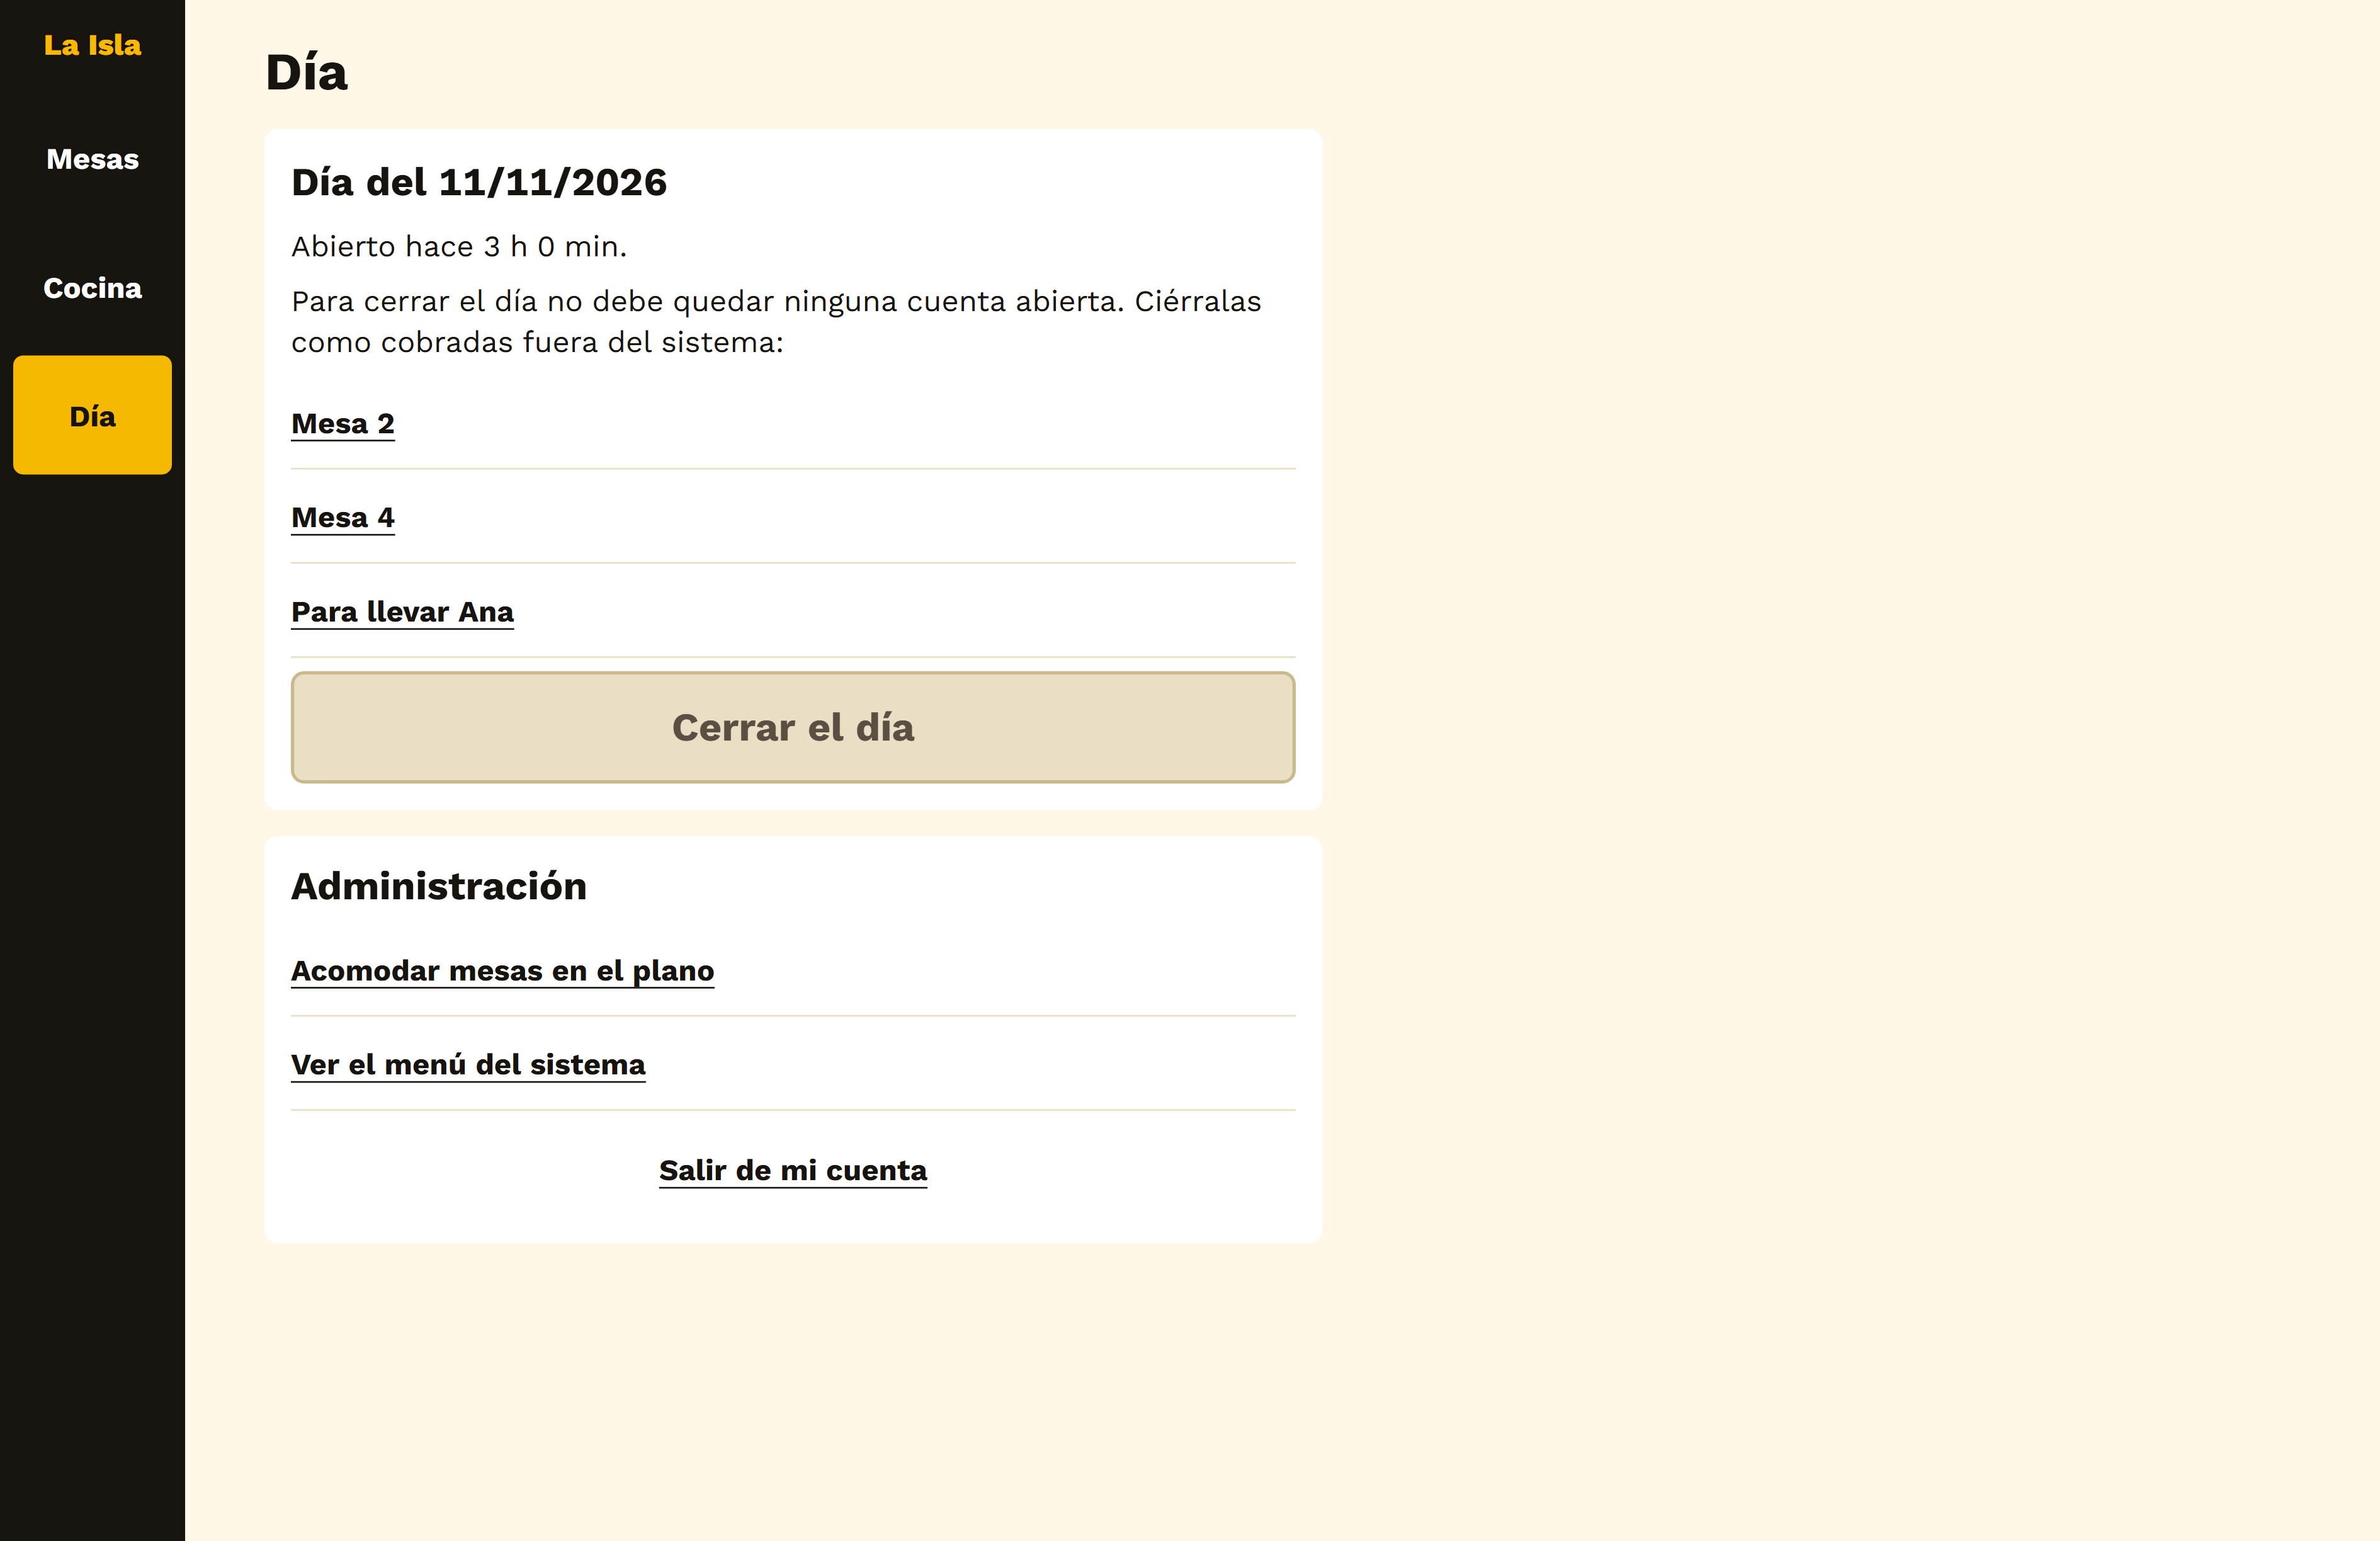 La Isla
Mesas
Cocina
Día
Día
Día del 11/11/2026
Abierto hace 3 h 0 min.
Para cerrar el día no debe quedar ninguna cuenta abierta. Ciérralas
como cobradas fuera del sistema:
Mesa 2
Mesa 4
Para llevar Ana
Cerrar el día
Administración
Acomodar mesas en el plano
Ver el menú del sistema
Salir de mi cuenta